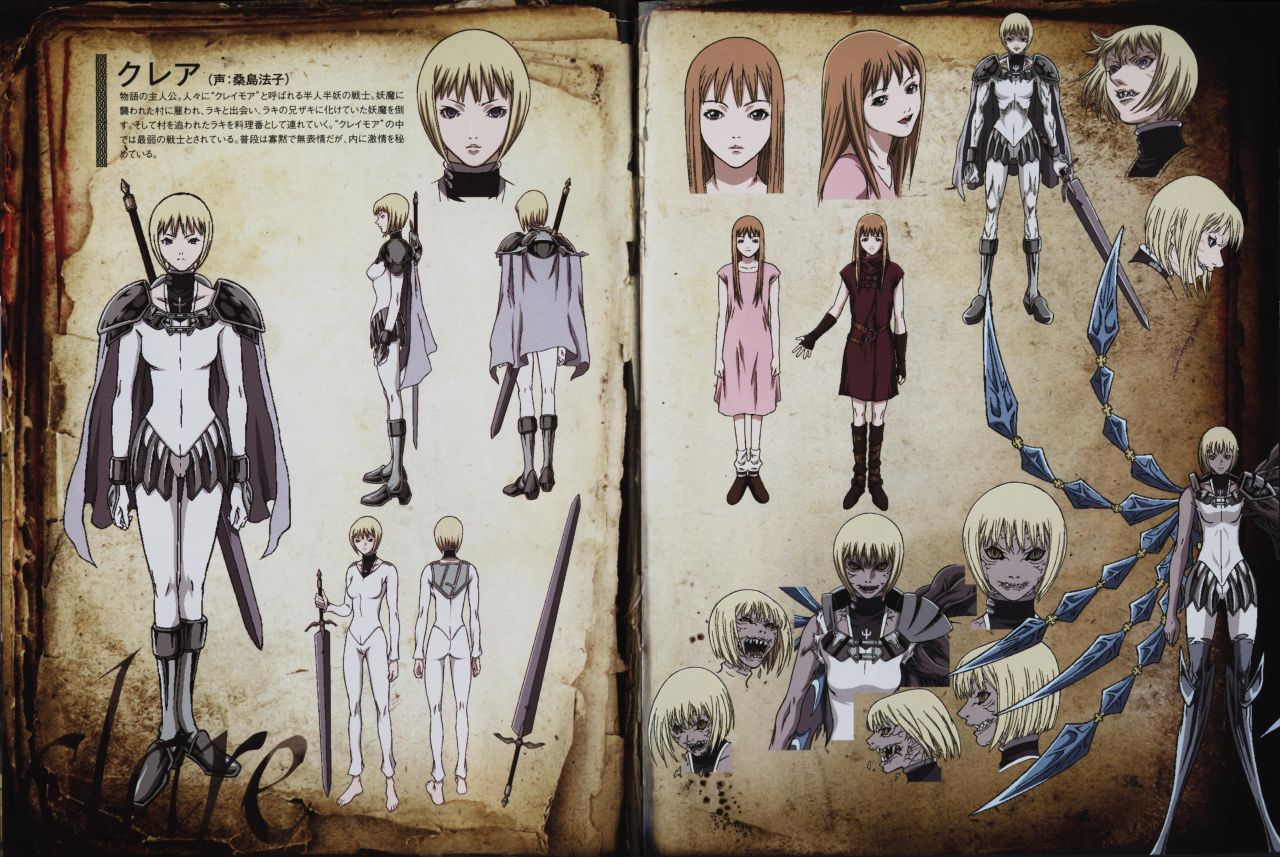 クレア（声：桑島法子）
物語の主人公。人々に“クレイモア”と呼ばれる半人半妖の戦士。妖魔に
襲われた村に雇われ、ラキと出会い、ラキの兄ザキに化けていた妖魔を倒
す。そして村を追われたラキを料理番として連れていく。“クレイモア”の中
では最弱の戦士とされている。普段は寡黙で無表情だが、内に激情を秘
めている。
clare